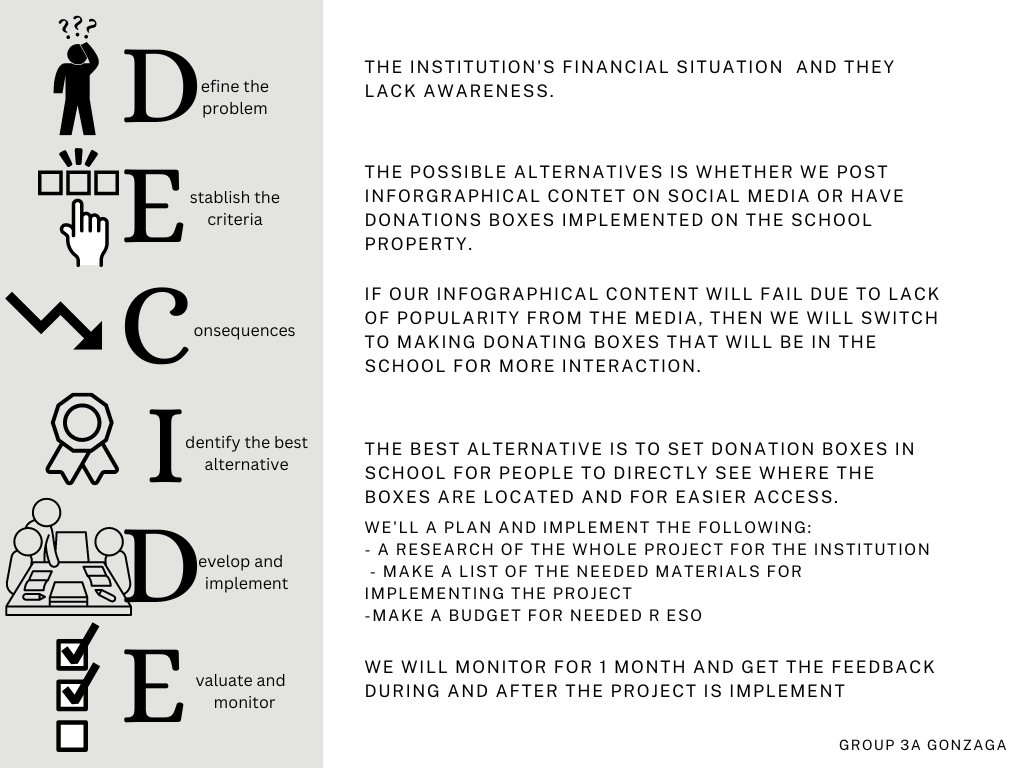 ???
Define the
problem
THE INSTITUTION'S FINANCIAL SITUATION  AND THEY
LACK AWARENESS.
Establish the
criteria
THE POSSIBLE ALTERNATIVES IS WHETHER WE POST
INFORGRAPHICAL CONTET ON SOCIAL MEDIA OR HAVE
DONATIONS BOXES IMPLEMENTED ON THE SCHOOL
PROPERTY.
Consequences
IF OUR INFOGRAPHICAL CONTENT WILL FAIL DUE TO LACK
OF POPULARITY FROM THE MEDIA, THEN WE WILL SWITCH
TO MAKING DONATING BOXES THAT WILL BE IN THE
SCHOOL FOR MORE INTERACTION.
Identify the best
alternative
THE BEST ALTERNATIVE IS TO SET DONATION BOXES IN
SCHOOL FOR PEOPLE TO DIRECTLY SEE WHERE THE
BOXES ARE LOCATED AND FOR EASIER ACCESS.
Develop and
implement
WE'LL A PLAN AND IMPLEMENT THE FOLLOWING:
- A RESEARCH OF THE WHOLE PROJECT FOR THE INSTITUTION
- MAKE A LIST OF THE NEEDED MATERIALS FOR
IMPLEMENTING THE PROJECT
-MAKE A BUDGET FOR NEEDED R ESO
Evaluate and
monitor
WE WILL MONITOR FOR 1 MONTH AND GET THE FEEDBACK
DURING AND AFTER THE PROJECT IS IMPLEMENT
GROUP 3A GONZAGA